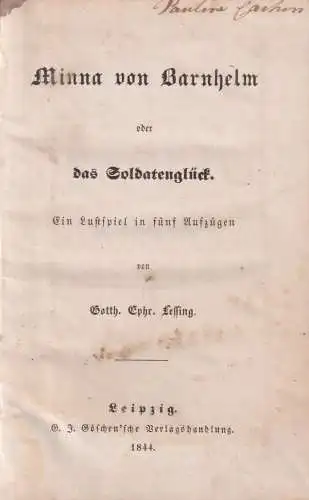 Pauline
Minna von Barnhelm
oder
das Soldatenglück.
Ein Lustspiel in fünf Aufzügen
von
Gotth. Ephr. Lessing.
Leipzig.
G. J. Göschen'sche Verlagshandlung.
1844.